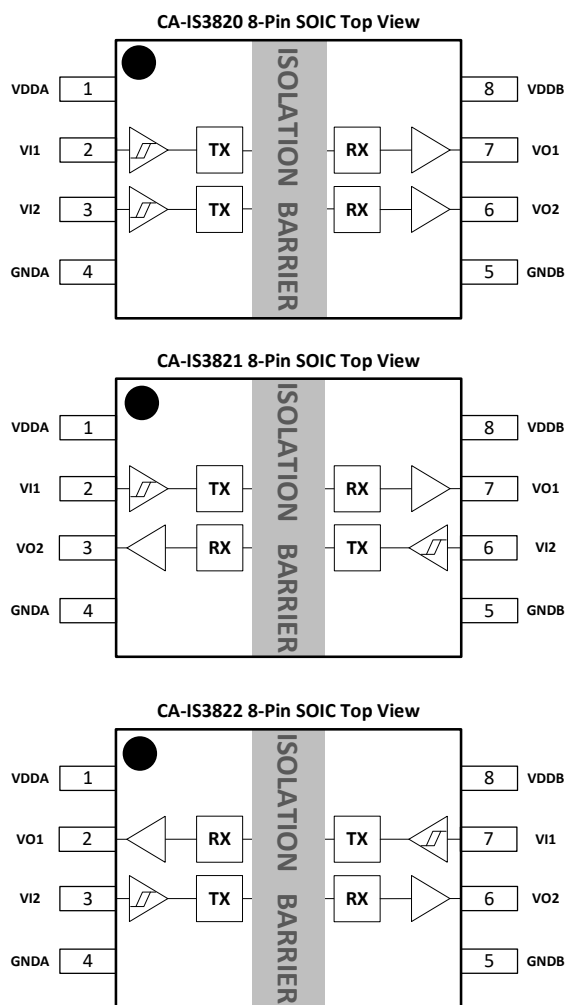 CA-IS3820 8-Pin SOIC Top View
VDDA 1 8 VDDB
VI1 2 TX RX 7 VO1
VI2 3 TX RX 6 VO2
GNDA 4 5 GNDB
ISOLATION BARRIER
CA-IS3821 8-Pin SOIC Top View
VDDA 1 8 VDDB
VI1 2 TX RX 7 VO1
VO2 3 RX TX 6 VI2
GNDA 4 5 GNDB
ISOLATION BARRIER
CA-IS3822 8-Pin SOIC Top View
VDDA 1 8 VDDB
VO1 2 RX TX 7 VI1
VI2 3 TX RX 6 VO2
GNDA 4 5 GNDB
ISOLATION BARRIER